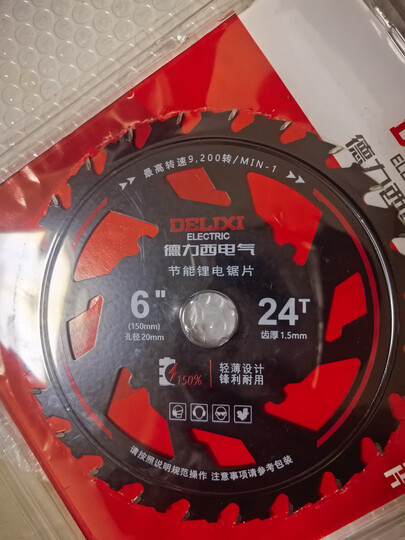 最高转速9,200转/MIN-1
DELIXI
ELECTRIC
德力西电气
节能锂电锯片
6"
(150mm)
孔径20mm
24T
齿厚1.5mm
150%
轻薄设计
锋利耐用
请按照说明规范操作 注意事项请参考包装
德力西